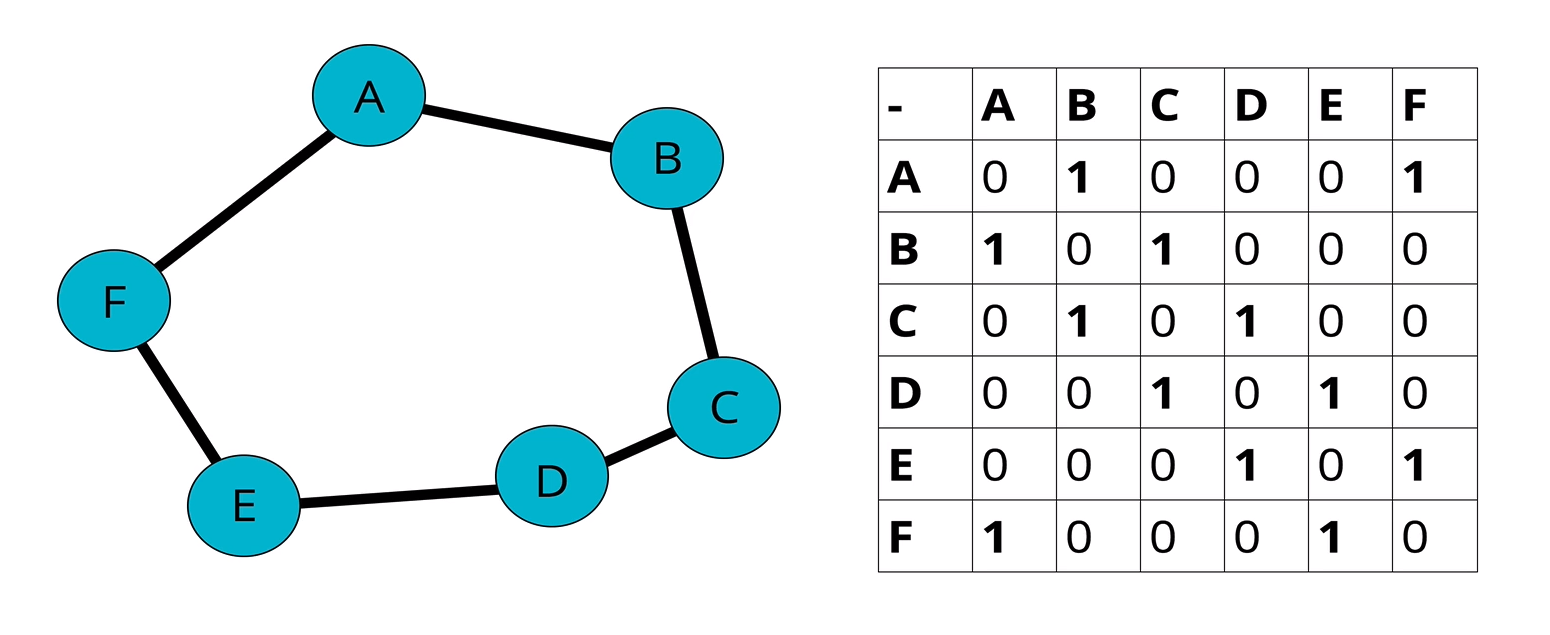 A
B
F
C
D
E
- A B C D E F
A 0 1 0 0 0 1
B 1 0 1 0 0 0
C 0 1 0 1 0 0
D 0 0 1 0 1 0
E 0 0 0 1 0 1
F 1 0 0 0 1 0